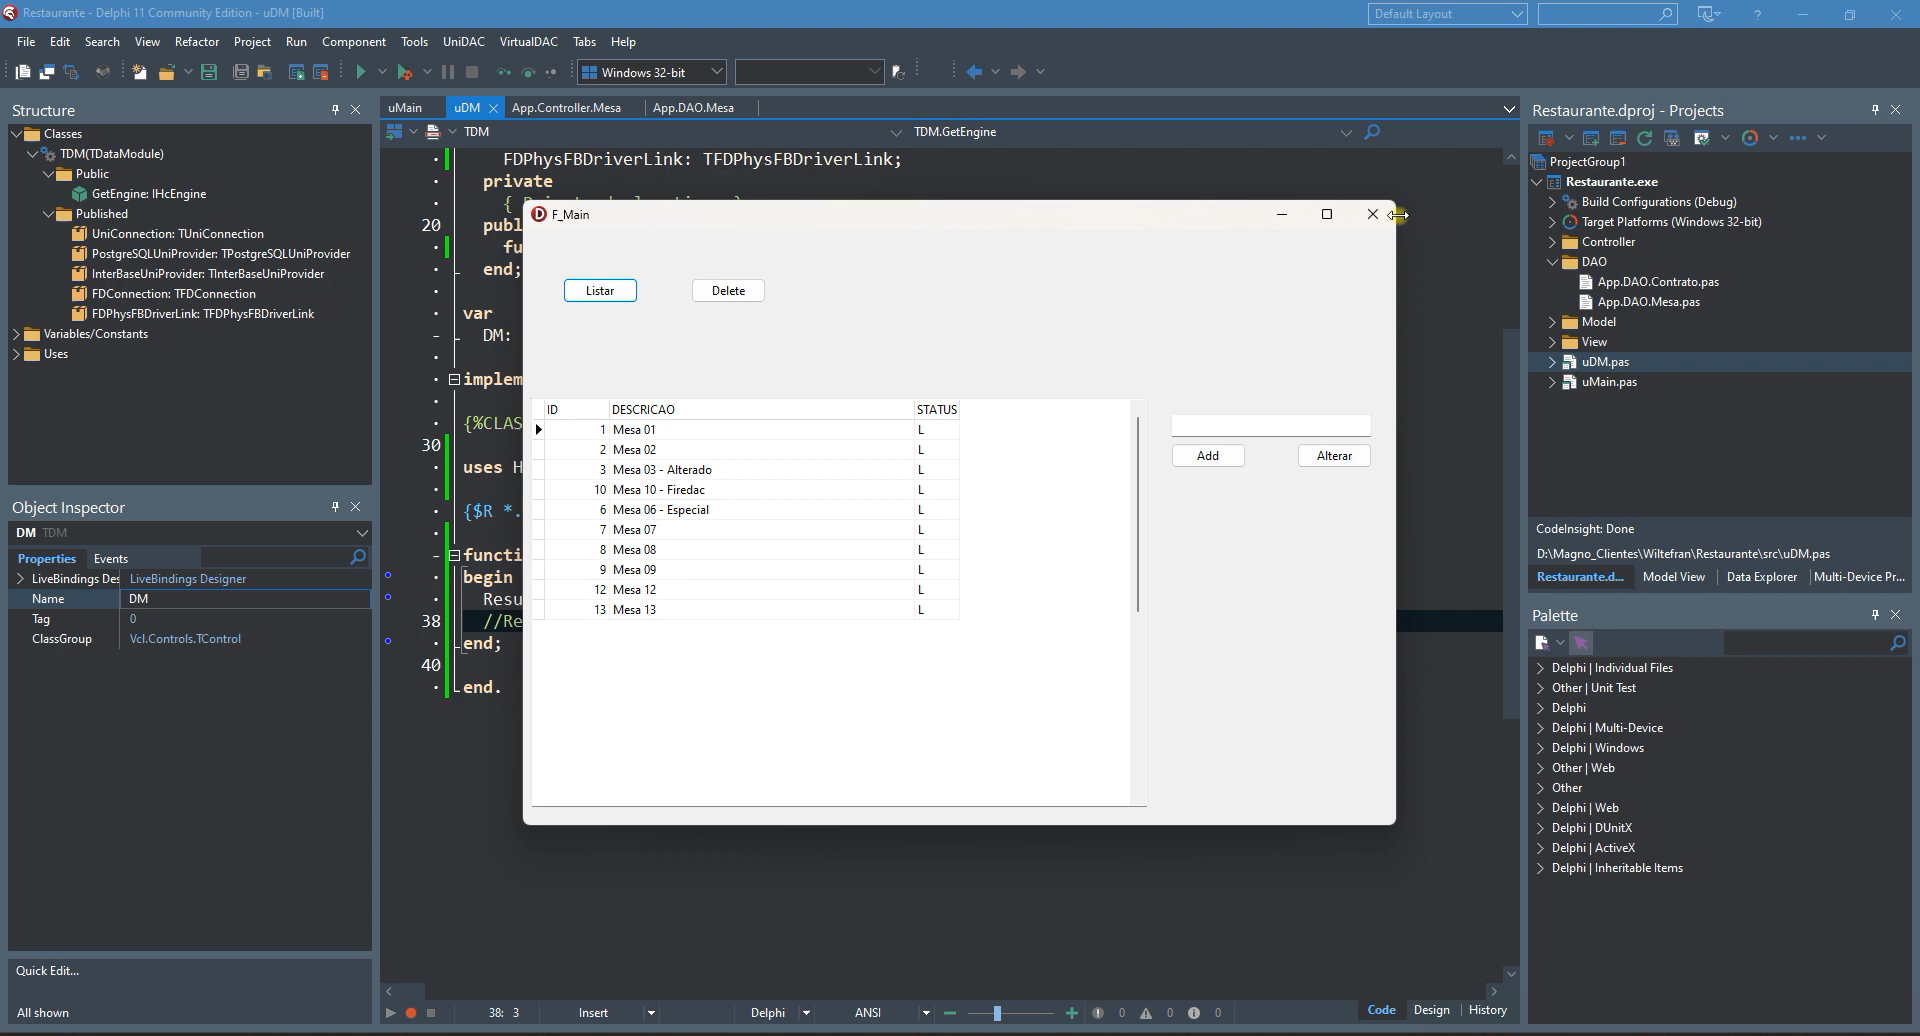 Restaurante - Delphi 11 Community Edition - uDM [Built]
Default Layout
File Edit Search View Refactor Project Run Component Tools UniDAC VirtualDAC Tabs Help
Windows 32-bit
Structure
Classes
TDM(TDataModule)
Public
GetEngine: IHcEngine
Published
UniConnection: TUniConnection
PostgreSQLUniProvider: TPostgreSQLUniProvider
InterBaseUniProvider: TInterBaseUniProvider
FDConnection: TFDConnection
FDPhysFBDriverLink: TFDPhysFBDriverLink
Variables/Constants
Uses
Object Inspector
DM TDM
Properties Events
LiveBindings Des LiveBindings Designer
Name DM
Tag 0
ClassGroup Vcl.Controls.TControl
Quick Edit...
All shown
uMain uDM App.Controller.Mesa App.DAO.Mesa
TDM TDM.GetEngine
FDPhysFBDriverLink: TFDPhysFBDriverLink;
private
{
20 publ
fu
end;
var
DM:
implem
{%CLAS
30
uses H
{$R *.
functi
begin
Resu
38 //Re
end;
40
end.
F_Main
Listar Delete
ID DESCRICAO STATUS
1 Mesa 01 L
2 Mesa 02 L
3 Mesa 03 - Alterado L
10 Mesa 10 - Firedac L
6 Mesa 06 - Especial L
7 Mesa 07 L
8 Mesa 08 L
9 Mesa 09 L
12 Mesa 12 L
13 Mesa 13 L
Add Alterar
38: 3 Insert Delphi ANSI 0 0 0
Code Design History
Restaurante.dproj - Projects
ProjectGroup1
Restaurante.exe
Build Configurations (Debug)
Target Platforms (Windows 32-bit)
Controller
DAO
App.DAO.Contrato.pas
App.DAO.Mesa.pas
Model
View
uDM.pas
uMain.pas
CodeInsight: Done
D:\Magno_Clientes\Wiltefran\Restaurante\src\uDM.pas
Restaurante.d... Model View Data Explorer Multi-Device Pr...
Palette
Delphi | Individual Files
Other | Unit Test
Delphi
Delphi | Multi-Device
Delphi | Windows
Other | Web
Other
Delphi | Web
Delphi | DUnitX
Delphi | ActiveX
Delphi | Inheritable Items